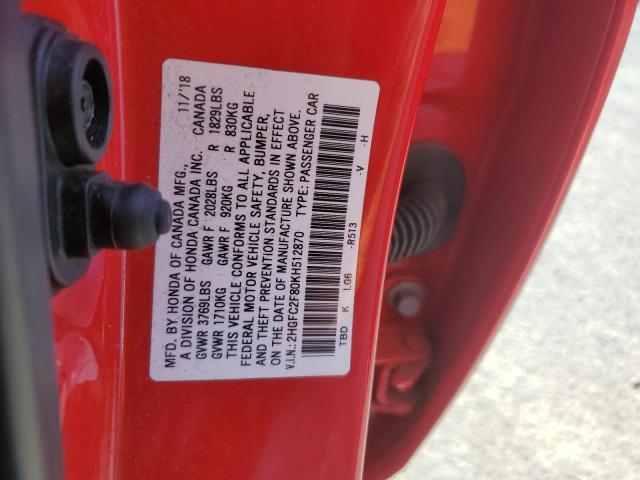 MFD. BY HONDA OF CANADA MFG., 11/'18
A DIVISION OF HONDA CANADA INC. CANADA
GVWR 3769LBS GAWR F 2028LBS R 1829LBS
GVWR 1710KG GAWR F 920KG R 830KG
THIS VEHICLE CONFORMS TO ALL APPLICABLE
FEDERAL MOTOR VEHICLE SAFETY, BUMPER,
AND THEFT PREVENTION STANDARDS IN EFFECT
ON THE DATE OF MANUFACTURE SHOWN ABOVE.
V.I.N.: 2HGFC2F80KH512870 TYPE: PASSENGER CAR
TBD K LG6 -R513 -V -H